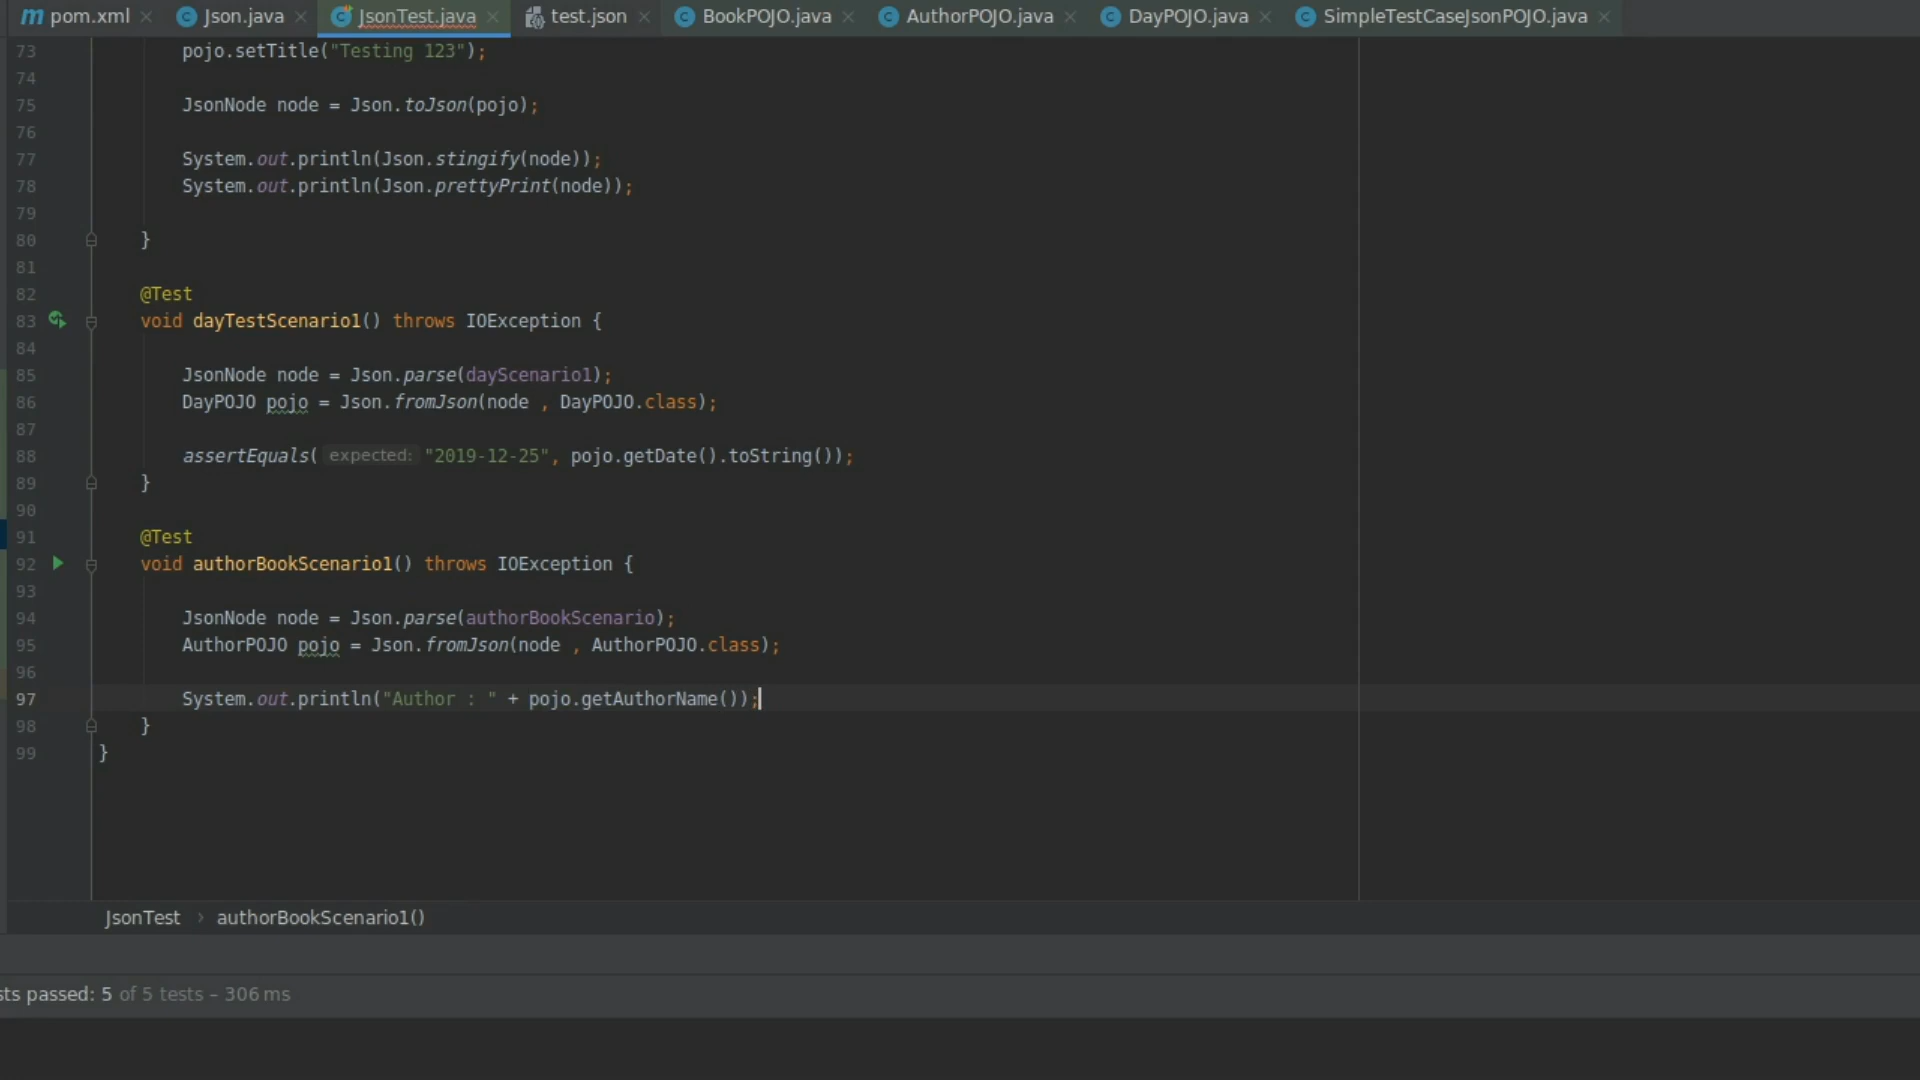 pom.xml Json.java JsonTest.java test.json BookPOJO.java AuthorPOJO.java DayPOJO.java SimpleTestCaseJsonPOJO.java
73 pojo.setTitle("Testing 123");
74
75 JsonNode node = Json.toJson(pojo);
76
77 System.out.println(Json.stingify(node));
78 System.out.println(Json.prettyPrint(node));
79
80 }
81
82 @Test
83 void dayTestScenario1() throws IOException {
84
85 JsonNode node = Json.parse(dayScenario1);
86 DayPOJO pojo = Json.fromJson(node , DayPOJO.class);
87
88 assertEquals( expected: "2019-12-25", pojo.getDate().toString());
89 }
90
91 @Test
92 void authorBookScenario1() throws IOException {
93
94 JsonNode node = Json.parse(authorBookScenario);
95 AuthorPOJO pojo = Json.fromJson(node , AuthorPOJO.class);
96
97 System.out.println("Author : " + pojo.getAuthorName());
98 }
99 }
JsonTest › authorBookScenario1()
sts passed: 5 of 5 tests – 306 ms